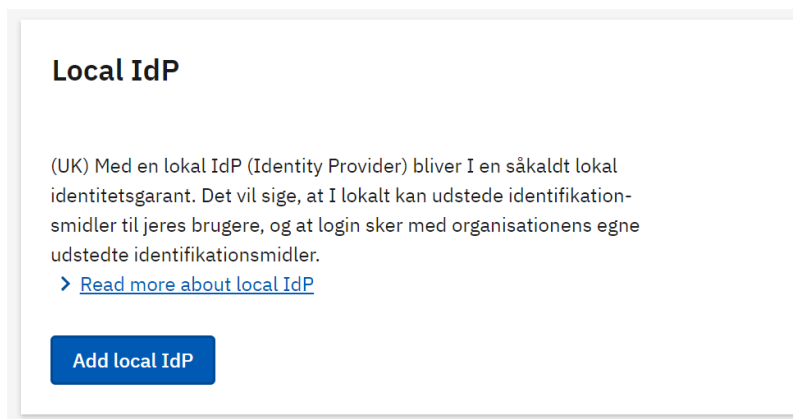 Local IdP
(UK) Med en lokal IdP (Identity Provider) bliver I en såkaldt lokal
identitetsgarant. Det vil sige, at I lokalt kan udstede identifikation-
smidler til jeres brugere, og at login sker med organisationens egne
udstedte identifikationsmidler.
Read more about local IdP
Add local IdP